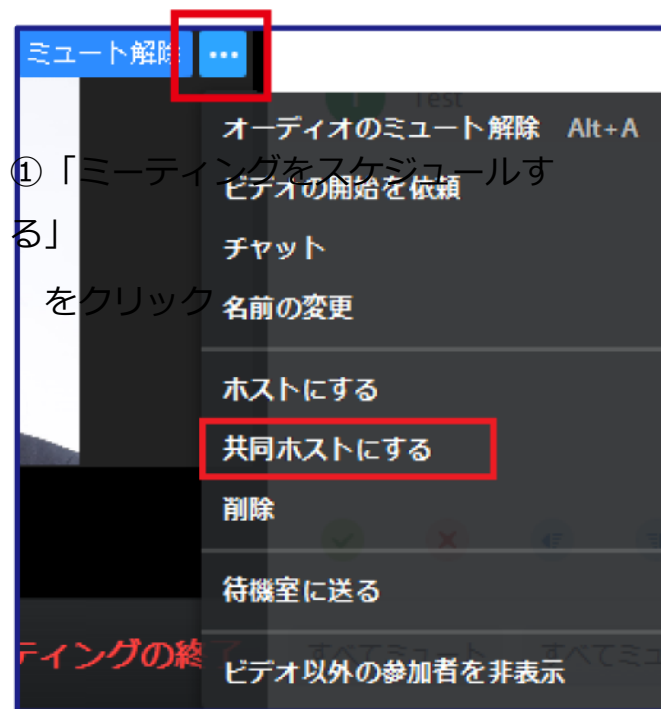 ミュート解除 ...
Test
オーディオのミュート解除 Alt+A
①「ミーティングをスケジュールす
る」
をクリック
ビデオの開始を依頼
チャット
名前の変更
ホストにする
共同ホストにする
削除
待機室に送る
ティングの終了
すべてミュート すべてミュ
ビデオ以外の参加者を非表示